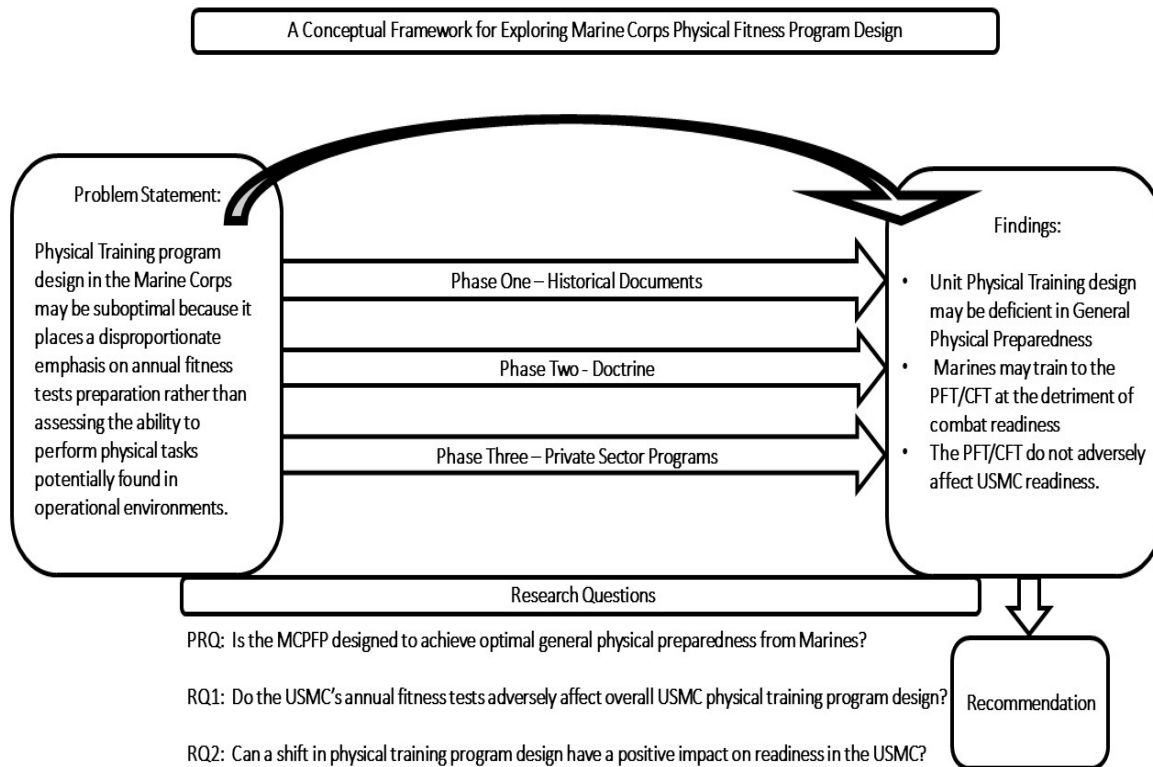 A Conceptual Framework for Exploring Marine Corps Physical Fitness Program Design
Problem Statement:
Physical Training program
design in the Marine Corps
may be suboptimal because it
places a disproportionate
emphasis on annual fitness
tests preparation rather than
assessing the ability to
perform physical tasks
potentially found in
operational environments.
Phase One – Historical Documents
Phase Two - Doctrine
Phase Three – Private Sector Programs
Findings:
• Unit Physical Training design
may be deficient in General
Physical Preparedness
• Marines may train to the
PFT/CFT at the detriment of
combat readiness
• The PFT/CFT do not adversely
affect USMC readiness.
Research Questions
PRQ: Is the MCPFP designed to achieve optimal general physical preparedness from Marines?
RQ1: Do the USMC's annual fitness tests adversely affect overall USMC physical training program design?
RQ2: Can a shift in physical training program design have a positive impact on readiness in the USMC?
Recommendation